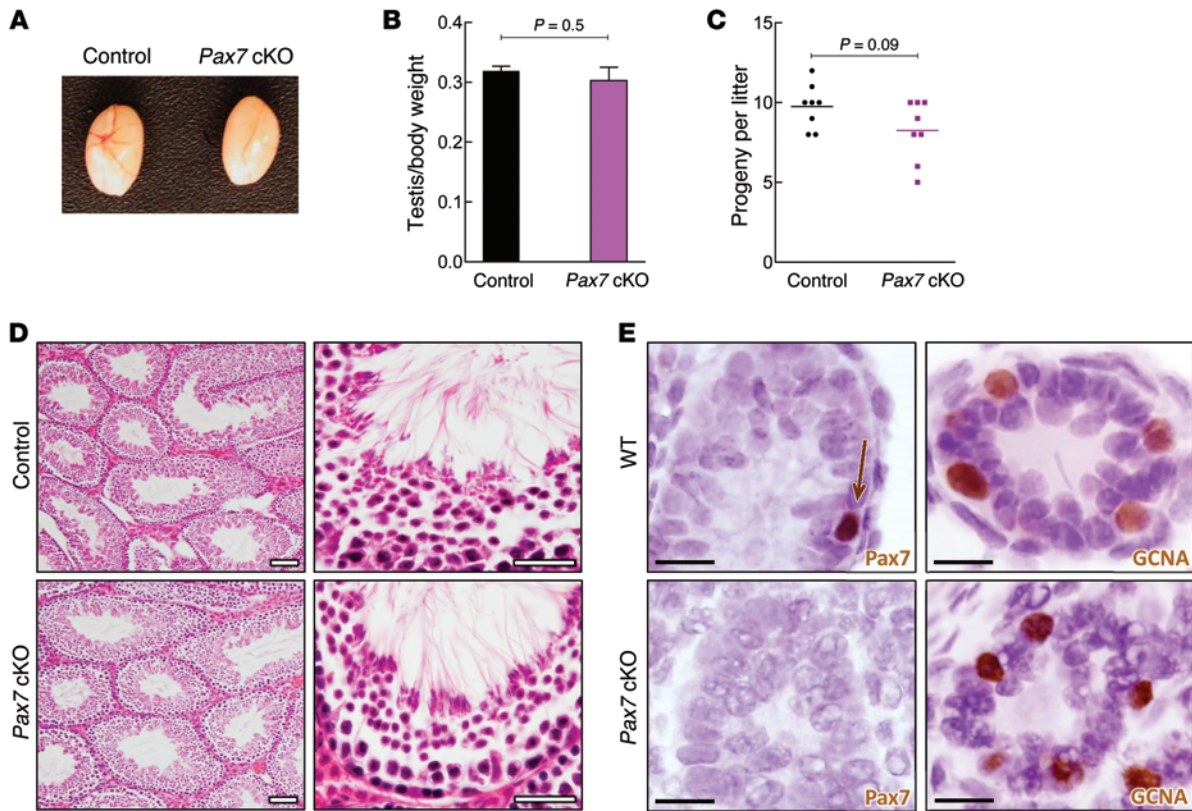 A
Control Pax7 cKO
B
Testis/body weight
0.4
0.3
0.2
0.1
0.0
P = 0.5
Control Pax7 cKO
C
Progeny per litter
15
10
5
0
P = 0.09
Control Pax7 cKO
D
Control
Pax7 cKO
E
WT
Pax7
GCNA
Pax7 cKO
Pax7
GCNA